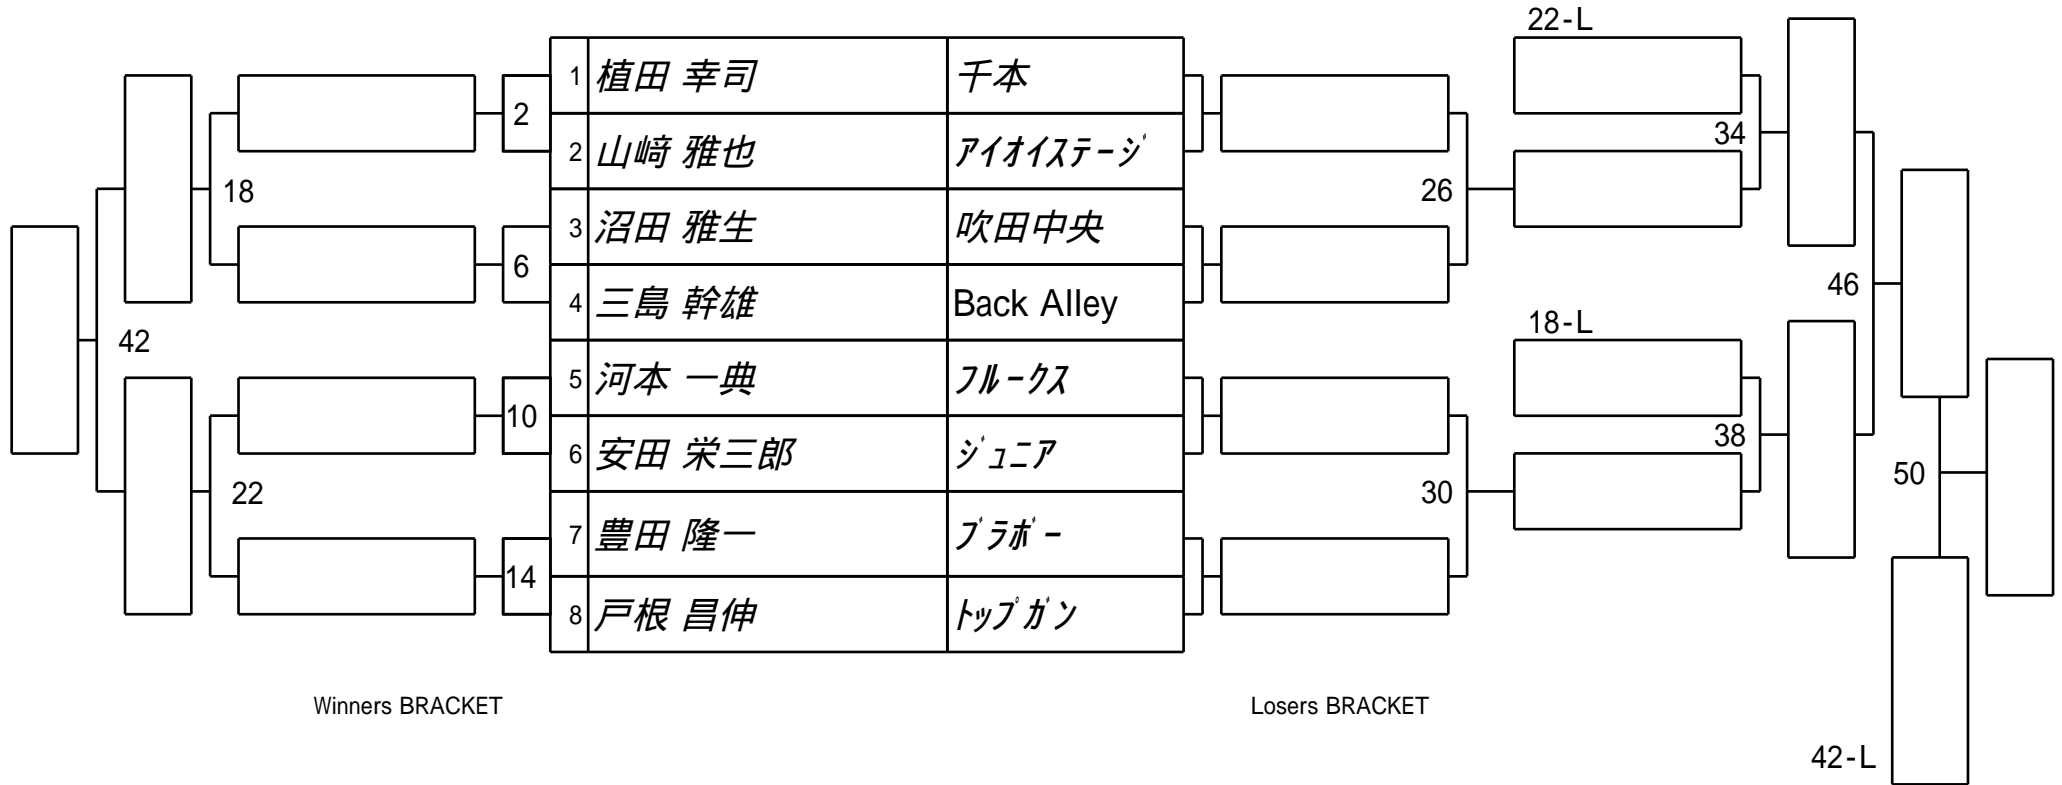 22-L
1 植田 幸司 千本
2
34
2 山﨑 雅也 ｱｲｵｲｽﾃｰｼﾞ
18
26
3 沼田 雅生 吹田中央
6
4 三島 幹雄 Back Alley
46
18-L
42
5 河本 一典 ﾌﾙｰｸｽ
10
38
6 安田 栄三郎 ｼﾞｭﾆｱ
22
30
50
7 豊田 隆一 ﾌﾞﾗﾎﾞｰ
14
8 戸根 昌伸 ﾄｯﾌﾟｶﾞﾝ
Winners BRACKET
Losers BRACKET
42-L